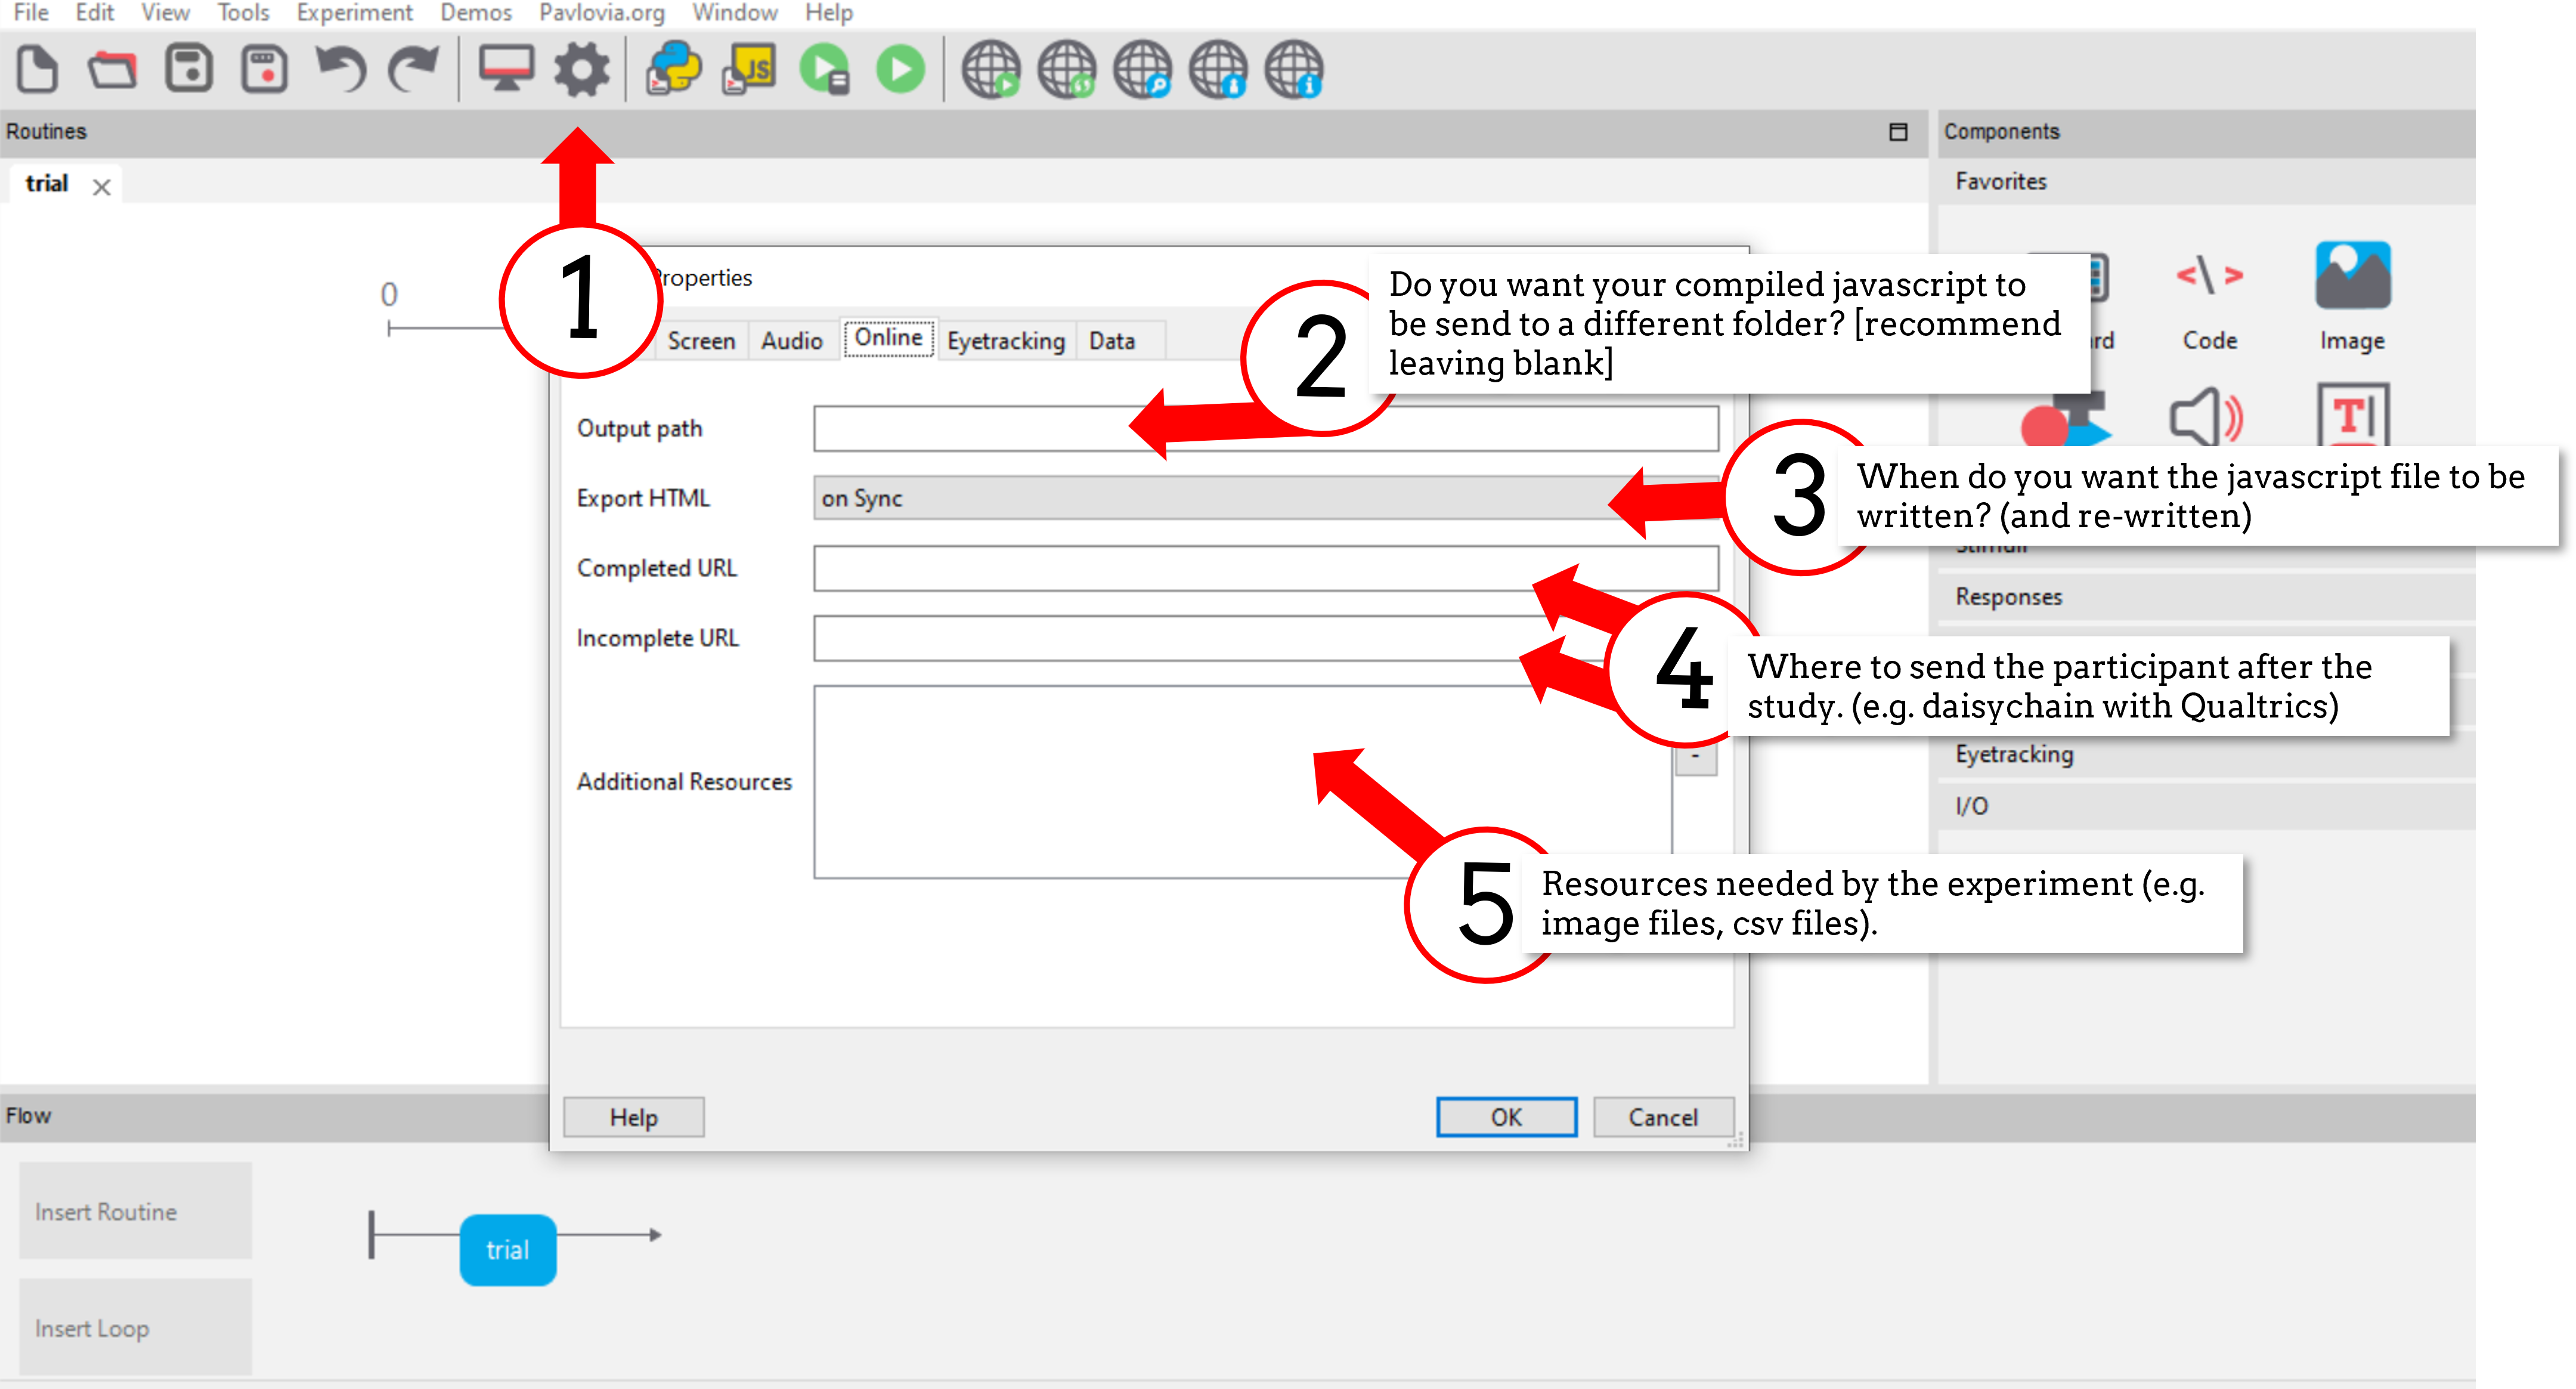 File Edit View Tools Experiment Demos Pavlovia.org Window Help
JS
Routines
Components
trial
Favorites
0
1
Properties
2
Do you want your compiled javascript to
be send to a different folder? [recommend
leaving blank]
Screen Audio Online Eyetracking Data
Code
Image
Output path
T
Export HTML
on Sync
3
When do you want the javascript file to be
written? (and re-written)
Stimuli
Completed URL
Responses
Incomplete URL
4
Where to send the participant after the
study. (e.g. daisychain with Qualtrics)
-
Eyetracking
Additional Resources
I/O
5
Resources needed by the experiment (e.g.
image files, csv files).
Help
OK
Cancel
Flow
Insert Routine
trial
Insert Loop